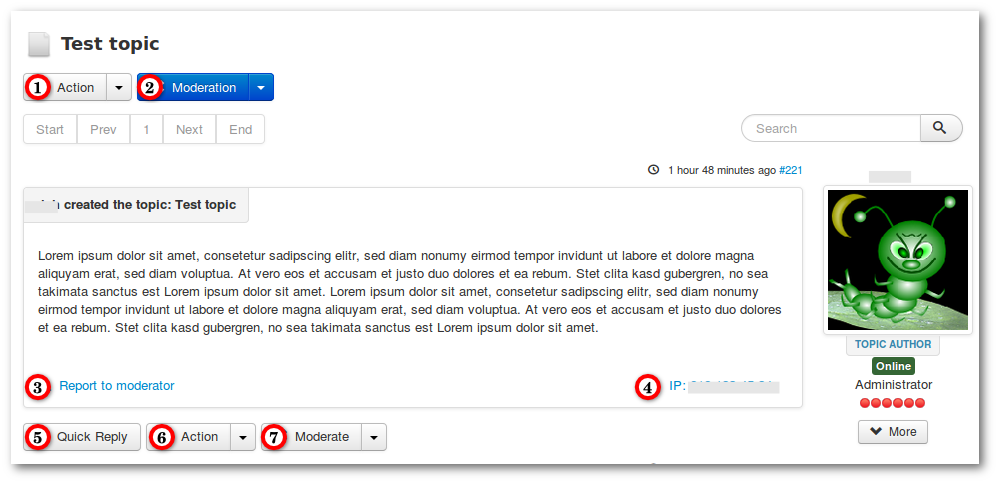 Test topic
1 Action
2 Moderation
Start Prev 1 Next End
Search
1 hour 48 minutes ago #221
created the topic: Test topic
Lorem ipsum dolor sit amet, consetetur sadipscing elitr, sed diam nonumy eirmod tempor invidunt ut labore et dolore magna
aliquyam erat, sed diam voluptua. At vero eos et accusam et justo duo dolores et ea rebum. Stet clita kasd gubergren, no sea
takimata sanctus est Lorem ipsum dolor sit amet. Lorem ipsum dolor sit amet, consetetur sadipscing elitr, sed diam nonumy
eirmod tempor invidunt ut labore et dolore magna aliquyam erat, sed diam voluptua. At vero eos et accusam et justo duo dolores
et ea rebum. Stet clita kasd gubergren, no sea takimata sanctus est Lorem ipsum dolor sit amet.
TOPIC AUTHOR
Online
Administrator
More
3 Report to moderator
4 IP:
5 Quick Reply
6 Action
7 Moderate